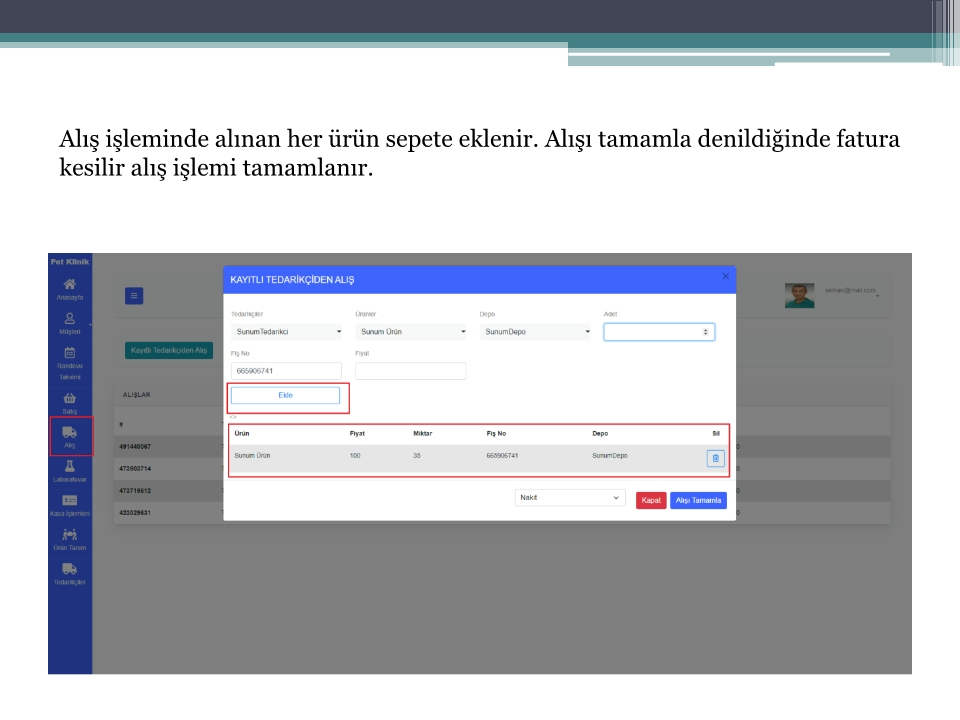 Alış işleminde alınan her ürün sepete eklenir. Alışı tamamla denildiğinde fatura
kesilir alış işlemi tamamlanır.
Pet Klinik
Anasayfa
Müşteri
Randevu
Takvimi
Satış
Alış
Laboratuvar
Kasa İşlemleri
Ürün Tanım
Tedarikçiler
serkan@mail.com
Kayıtlı Tedarikçiden Alış
ALIŞLAR
#
491440067
473903714
473719612
423029631
KAYITLI TEDARİKÇİDEN ALIŞ
Tedarikçiler Ürünler Depo Adet
SunumTedarikci Sunum Ürün SunumDepo
Fiş No Fiyat
665906741
Ekle
Ürün Fiyat Miktar Fiş No Depo Sil
Sunum Ürün 100 35 665906741 SunumDepo
Nakit Kapat Alışı Tamamla